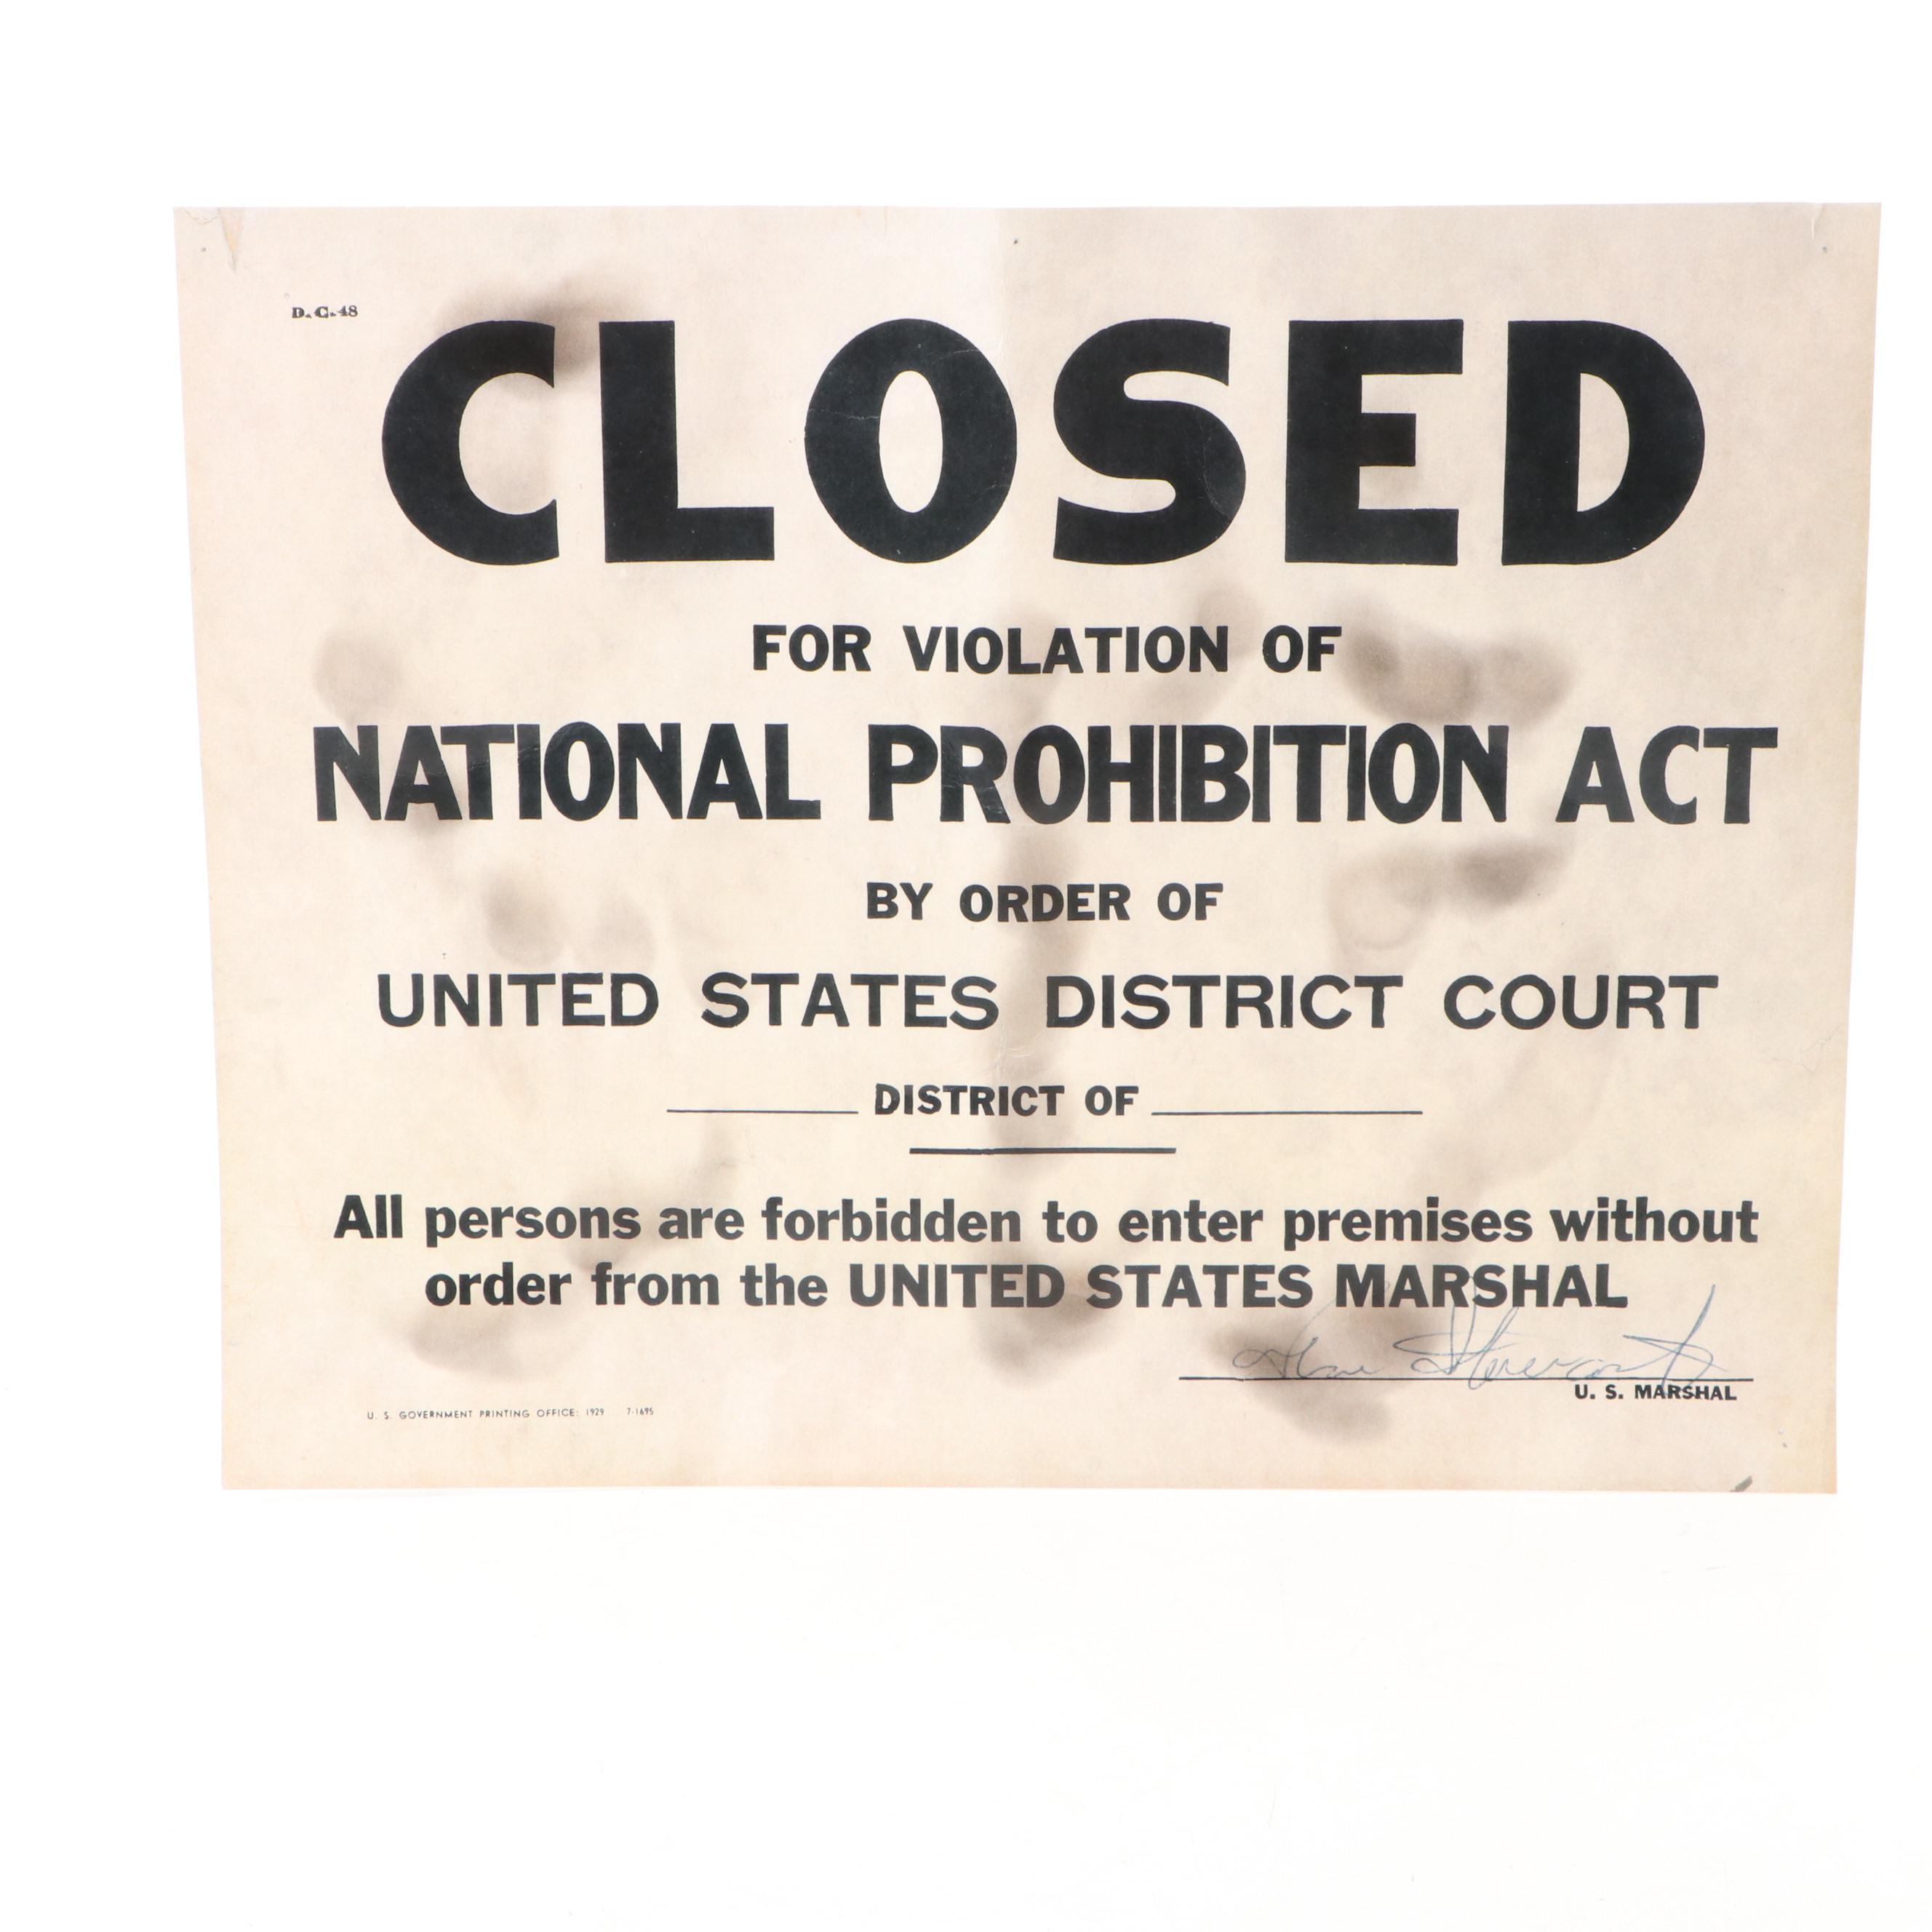 D. C. 48
CLOSED
FOR VIOLATION OF
NATIONAL PROHIBITION ACT
BY ORDER OF
UNITED STATES DISTRICT COURT
DISTRICT OF
All persons are forbidden to enter premises without
order from the UNITED STATES MARSHAL
U. S. MARSHAL
U. S. GOVERNMENT PRINTING OFFICE: 1929 7-1695